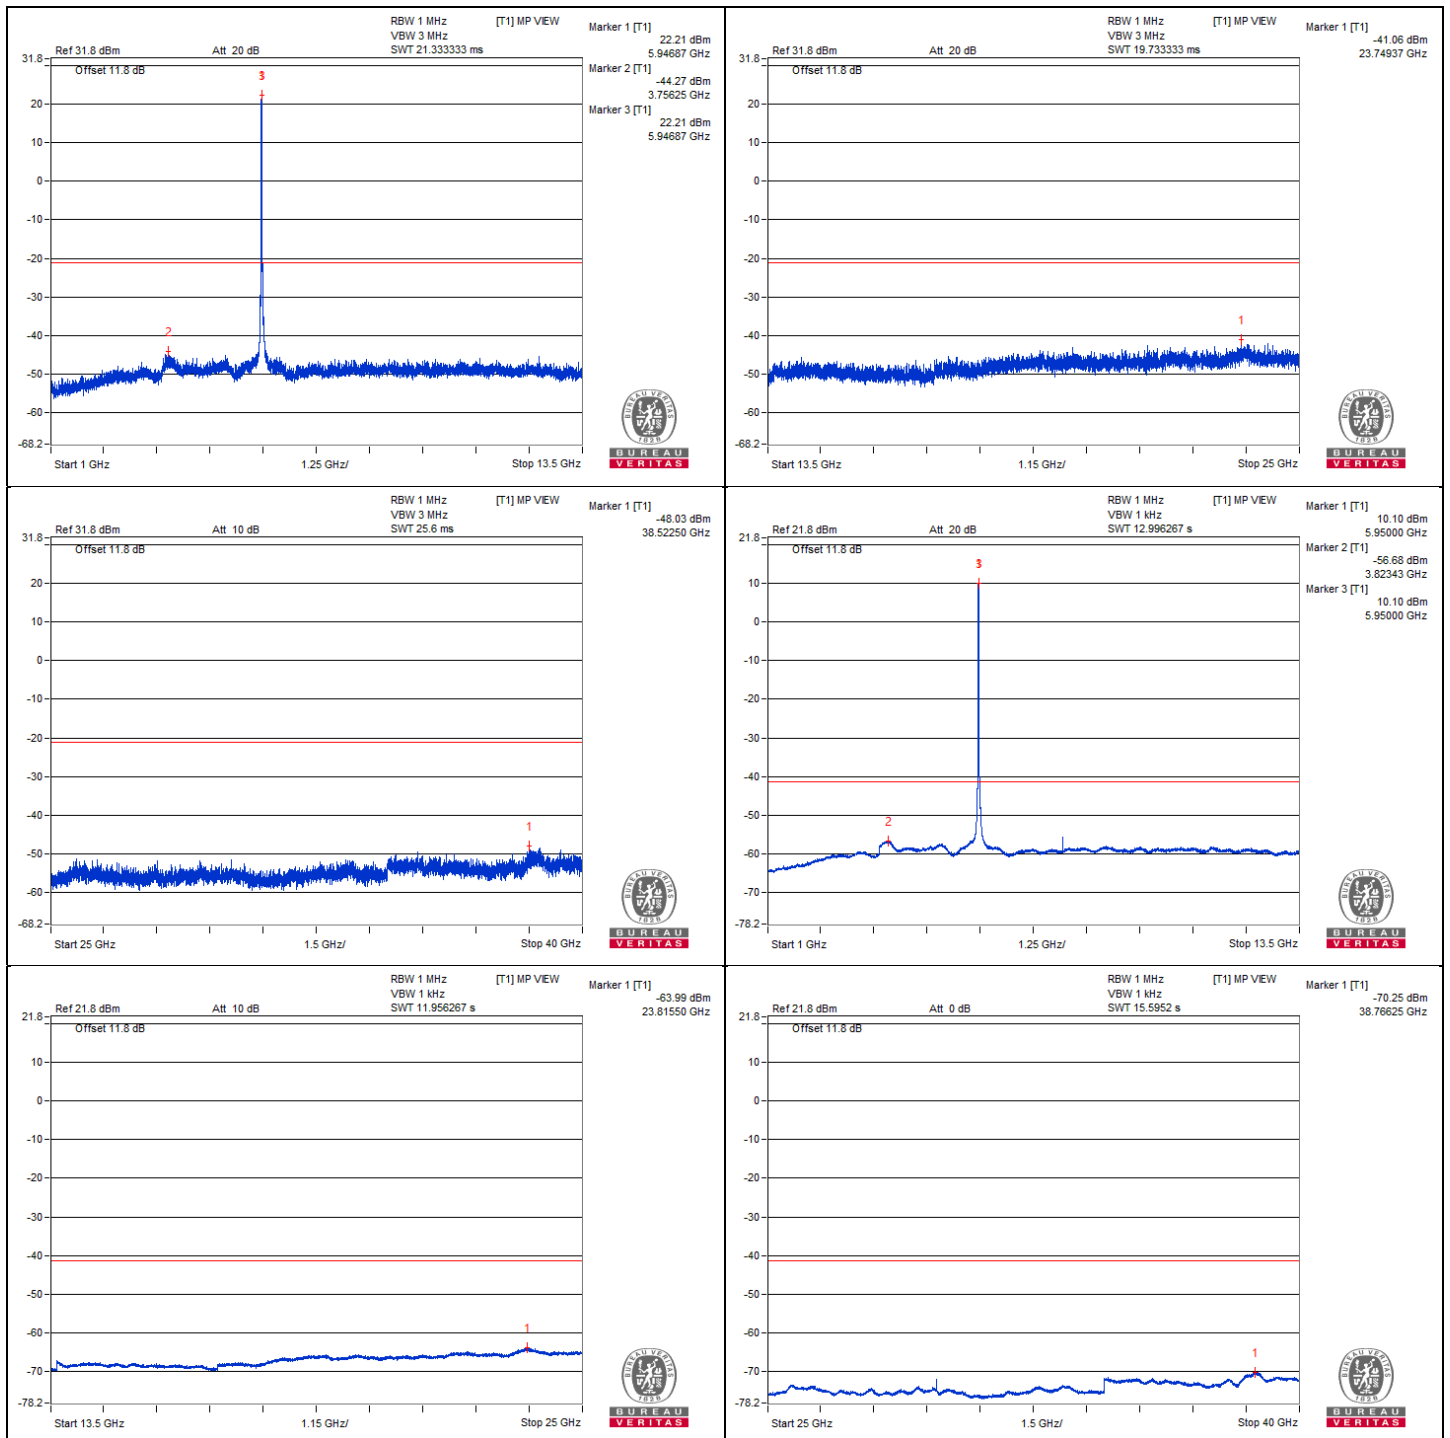 RBW 1 MHz [T1] MP VIEW
VBW 3 MHz
Ref 31.8 dBm Att 20 dB SWT 21.333333 ms
Marker 1 [T1]
22.21 dBm
5.94687 GHz
Marker 2 [T1]
-44.27 dBm
3.75625 GHz
Marker 3 [T1]
22.21 dBm
5.94687 GHz
31.8
Offset 11.8 dB
20
10
0
-10
-20
-30
-40
-50
-60
-68.2
3
2
Start 1 GHz 1.25 GHz/ Stop 13.5 GHz
BUREAU VERITAS
1828
BUREAU
VERITAS
RBW 1 MHz [T1] MP VIEW
VBW 3 MHz
Ref 31.8 dBm Att 20 dB SWT 19.733333 ms
Marker 1 [T1]
-41.06 dBm
23.74937 GHz
31.8
Offset 11.8 dB
20
10
0
-10
-20
-30
-40
-50
-60
-68.2
1
Start 13.5 GHz 1.15 GHz/ Stop 25 GHz
BUREAU VERITAS
1828
BUREAU
VERITAS
RBW 1 MHz [T1] MP VIEW
VBW 3 MHz
Ref 31.8 dBm Att 10 dB SWT 25.6 ms
Marker 1 [T1]
-48.03 dBm
38.52250 GHz
31.8
Offset 11.8 dB
20
10
0
-10
-20
-30
-40
-50
-60
-68.2
1
Start 25 GHz 1.5 GHz/ Stop 40 GHz
BUREAU VERITAS
1828
BUREAU
VERITAS
RBW 1 MHz [T1] MP VIEW
VBW 1 kHz
Ref 21.8 dBm Att 20 dB SWT 12.996267 s
Marker 1 [T1]
10.10 dBm
5.95000 GHz
Marker 2 [T1]
-56.68 dBm
3.82343 GHz
Marker 3 [T1]
10.10 dBm
5.95000 GHz
21.8
Offset 11.8 dB
10
0
-10
-20
-30
-40
-50
-60
-70
-78.2
3
2
Start 1 GHz 1.25 GHz/ Stop 13.5 GHz
BUREAU VERITAS
1828
BUREAU
VERITAS
RBW 1 MHz [T1] MP VIEW
VBW 1 kHz
Ref 21.8 dBm Att 10 dB SWT 11.956267 s
Marker 1 [T1]
-63.99 dBm
23.81550 GHz
21.8
Offset 11.8 dB
10
0
-10
-20
-30
-40
-50
-60
-70
-78.2
1
Start 13.5 GHz 1.15 GHz/ Stop 25 GHz
BUREAU VERITAS
1828
BUREAU
VERITAS
RBW 1 MHz [T1] MP VIEW
VBW 1 kHz
Ref 21.8 dBm Att 0 dB SWT 15.5952 s
Marker 1 [T1]
-70.25 dBm
38.76625 GHz
21.8
Offset 11.8 dB
10
0
-10
-20
-30
-40
-50
-60
-70
-78.2
1
Start 25 GHz 1.5 GHz/ Stop 40 GHz
BUREAU VERITAS
1828
BUREAU
VERITAS